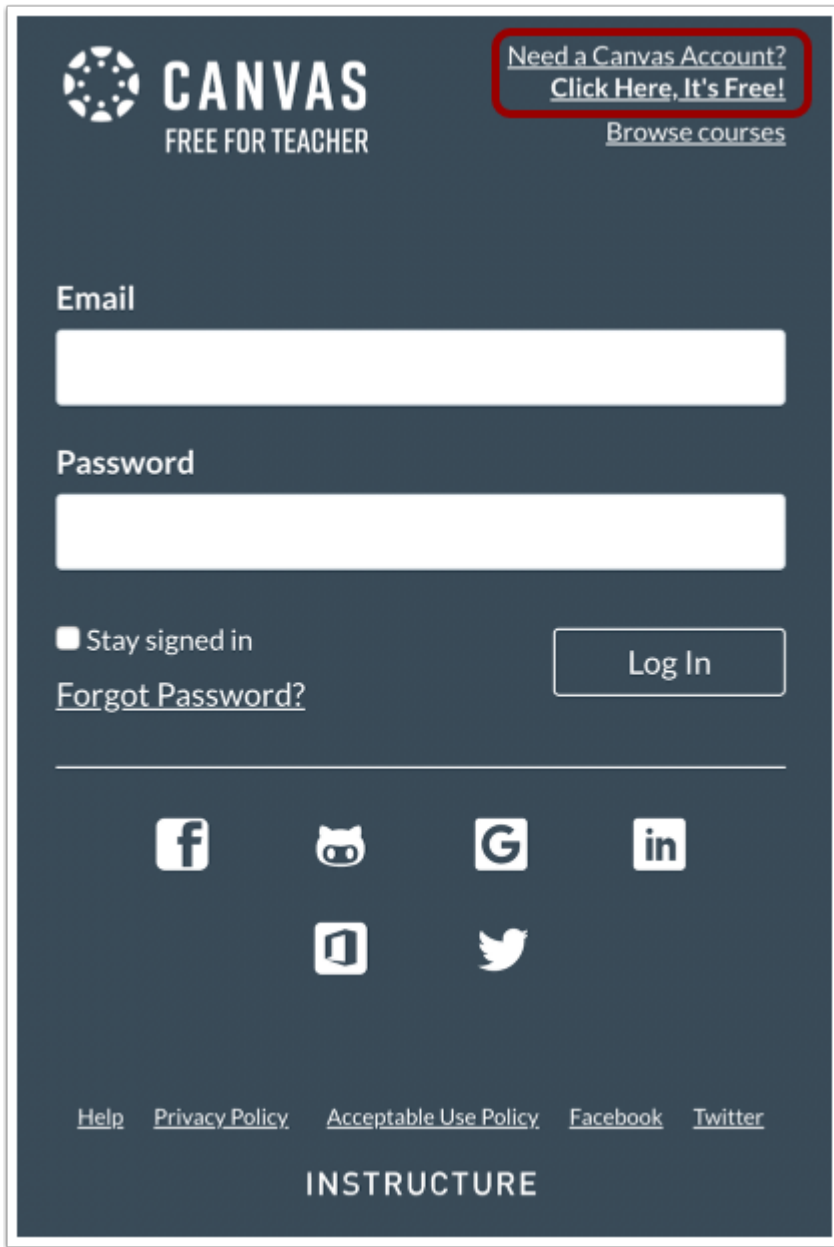 CANVAS
FREE FOR TEACHER
Need a Canvas Account?
Click Here, It's Free!
Browse courses
Email
Password
Stay signed in
Log In
Forgot Password?
Help Privacy Policy Acceptable Use Policy Facebook Twitter
INSTRUCTURE